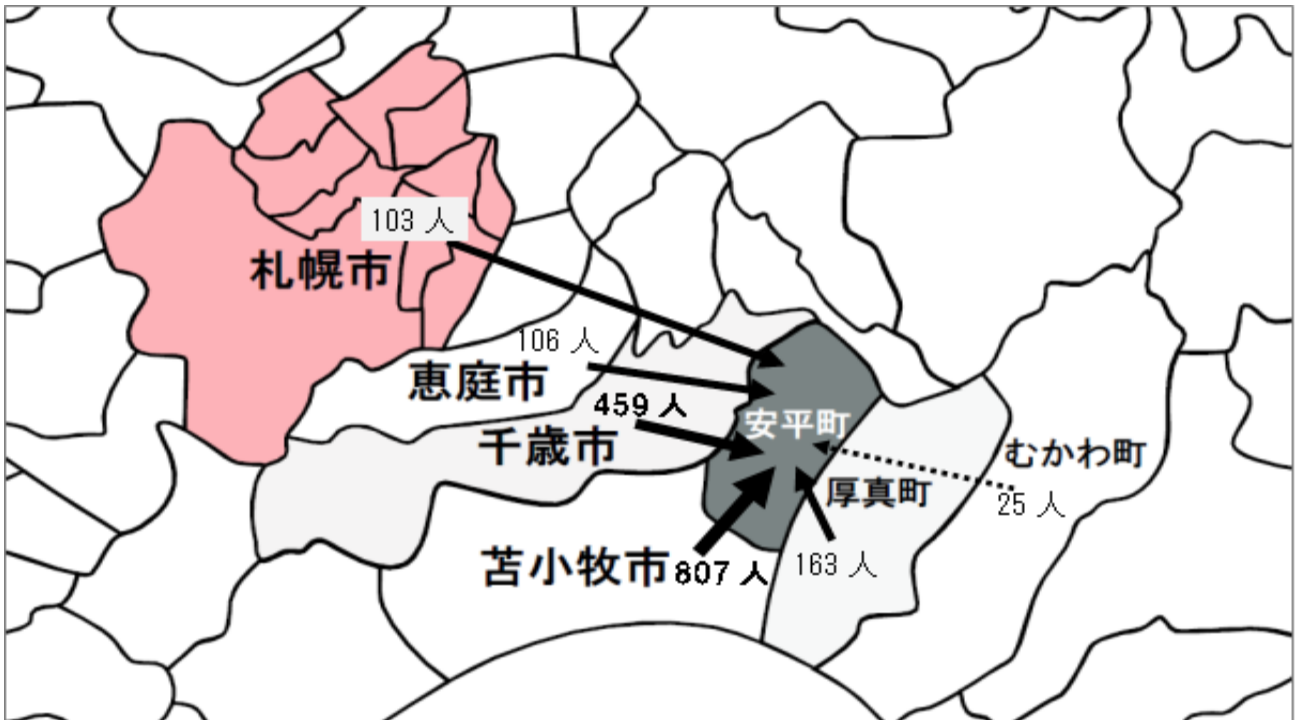 103 人
札幌市
106 人
恵庭市
459 人
安平町
千歳市
むかわ町
厚真町
25 人
苫小牧市
807 人
163 人